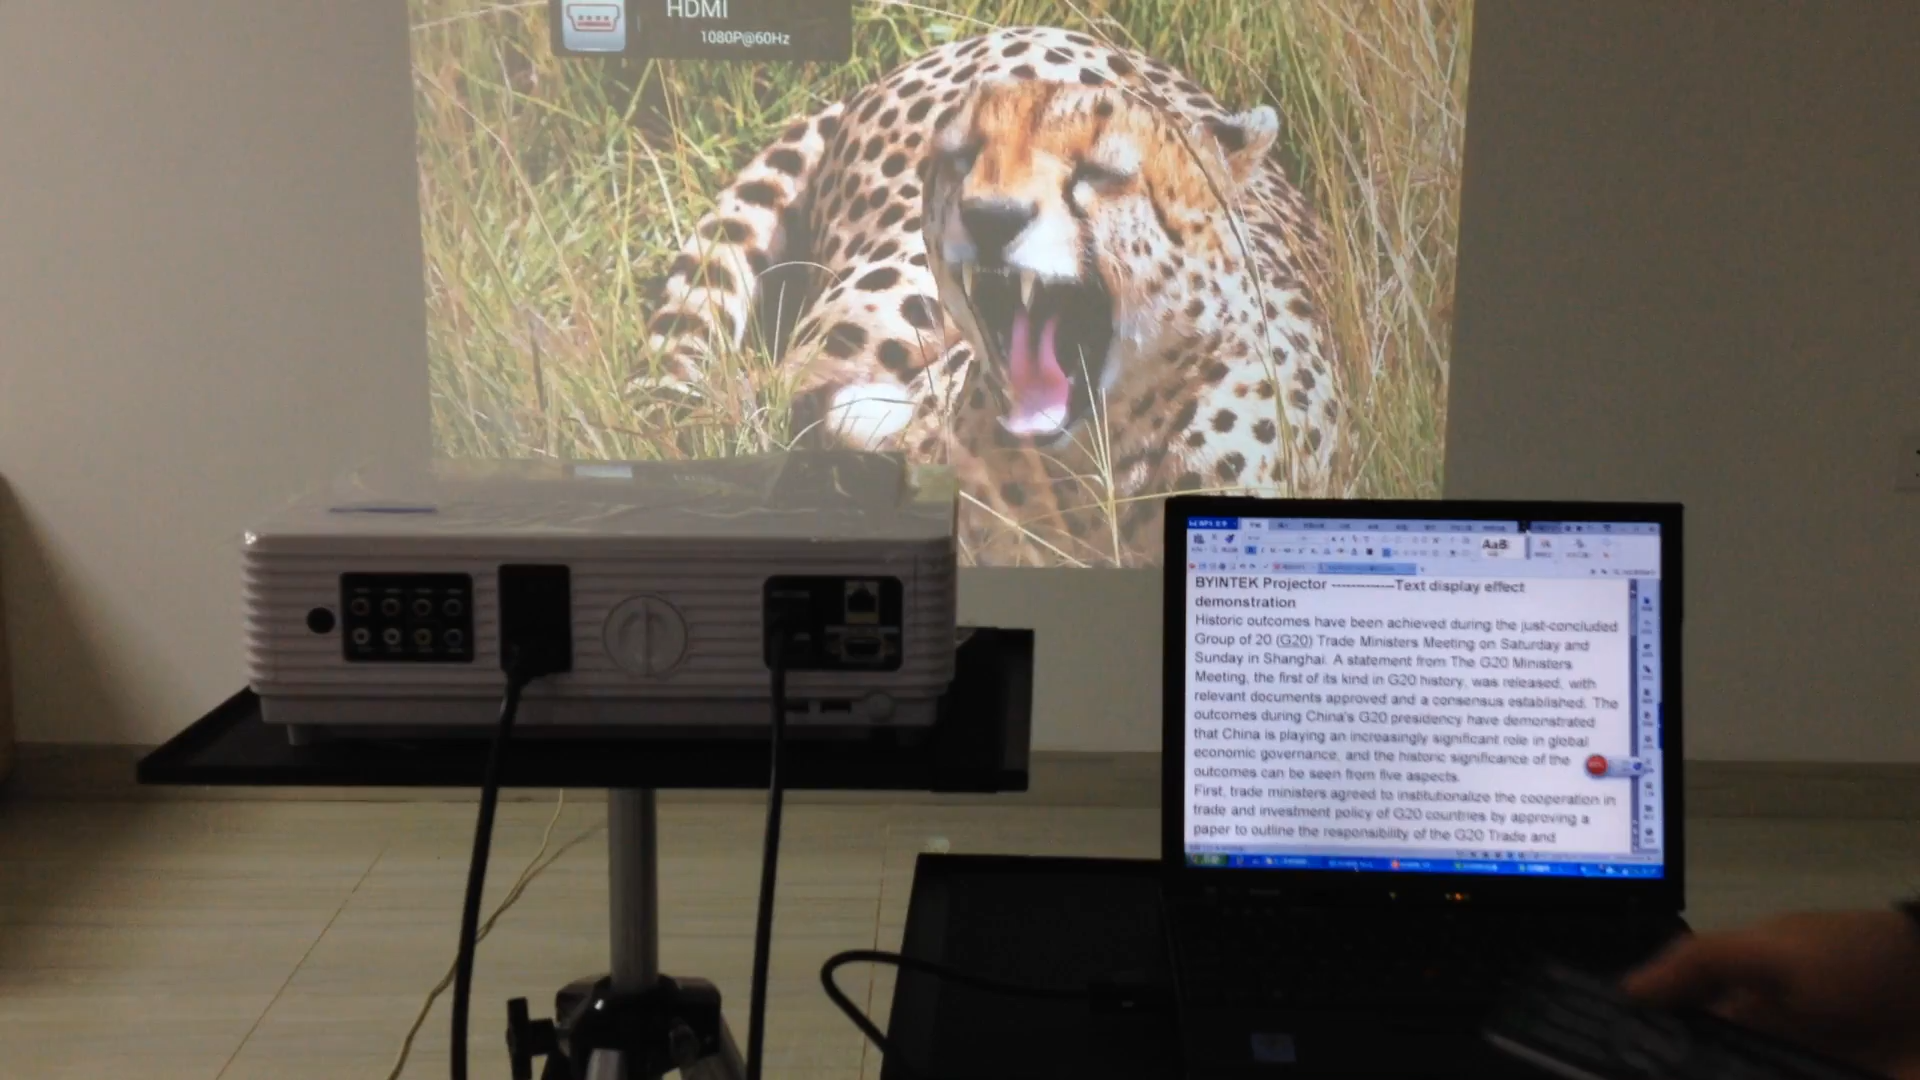 HDMI
1080P@60Hz
AaB
BYINTEK Projector -------------Text display effect
demonstration
Historic outcomes have been achieved during the just-concluded
Group of 20 (G20) Trade Ministers Meeting on Saturday and
Sunday in Shanghai. A statement from The G20 Ministers
Meeting, the first of its kind in G20 history, was released, with
relevant documents approved and a consensus established. The
outcomes during China's G20 presidency have demonstrated
that China is playing an increasingly significant role in global
economic governance, and the historic significance of the
outcomes can be seen from five aspects.
First, trade ministers agreed to institutionalize the cooperation in
trade and investment policy of G20 countries by approving a
paper to outline the responsibility of the G20 Trade and